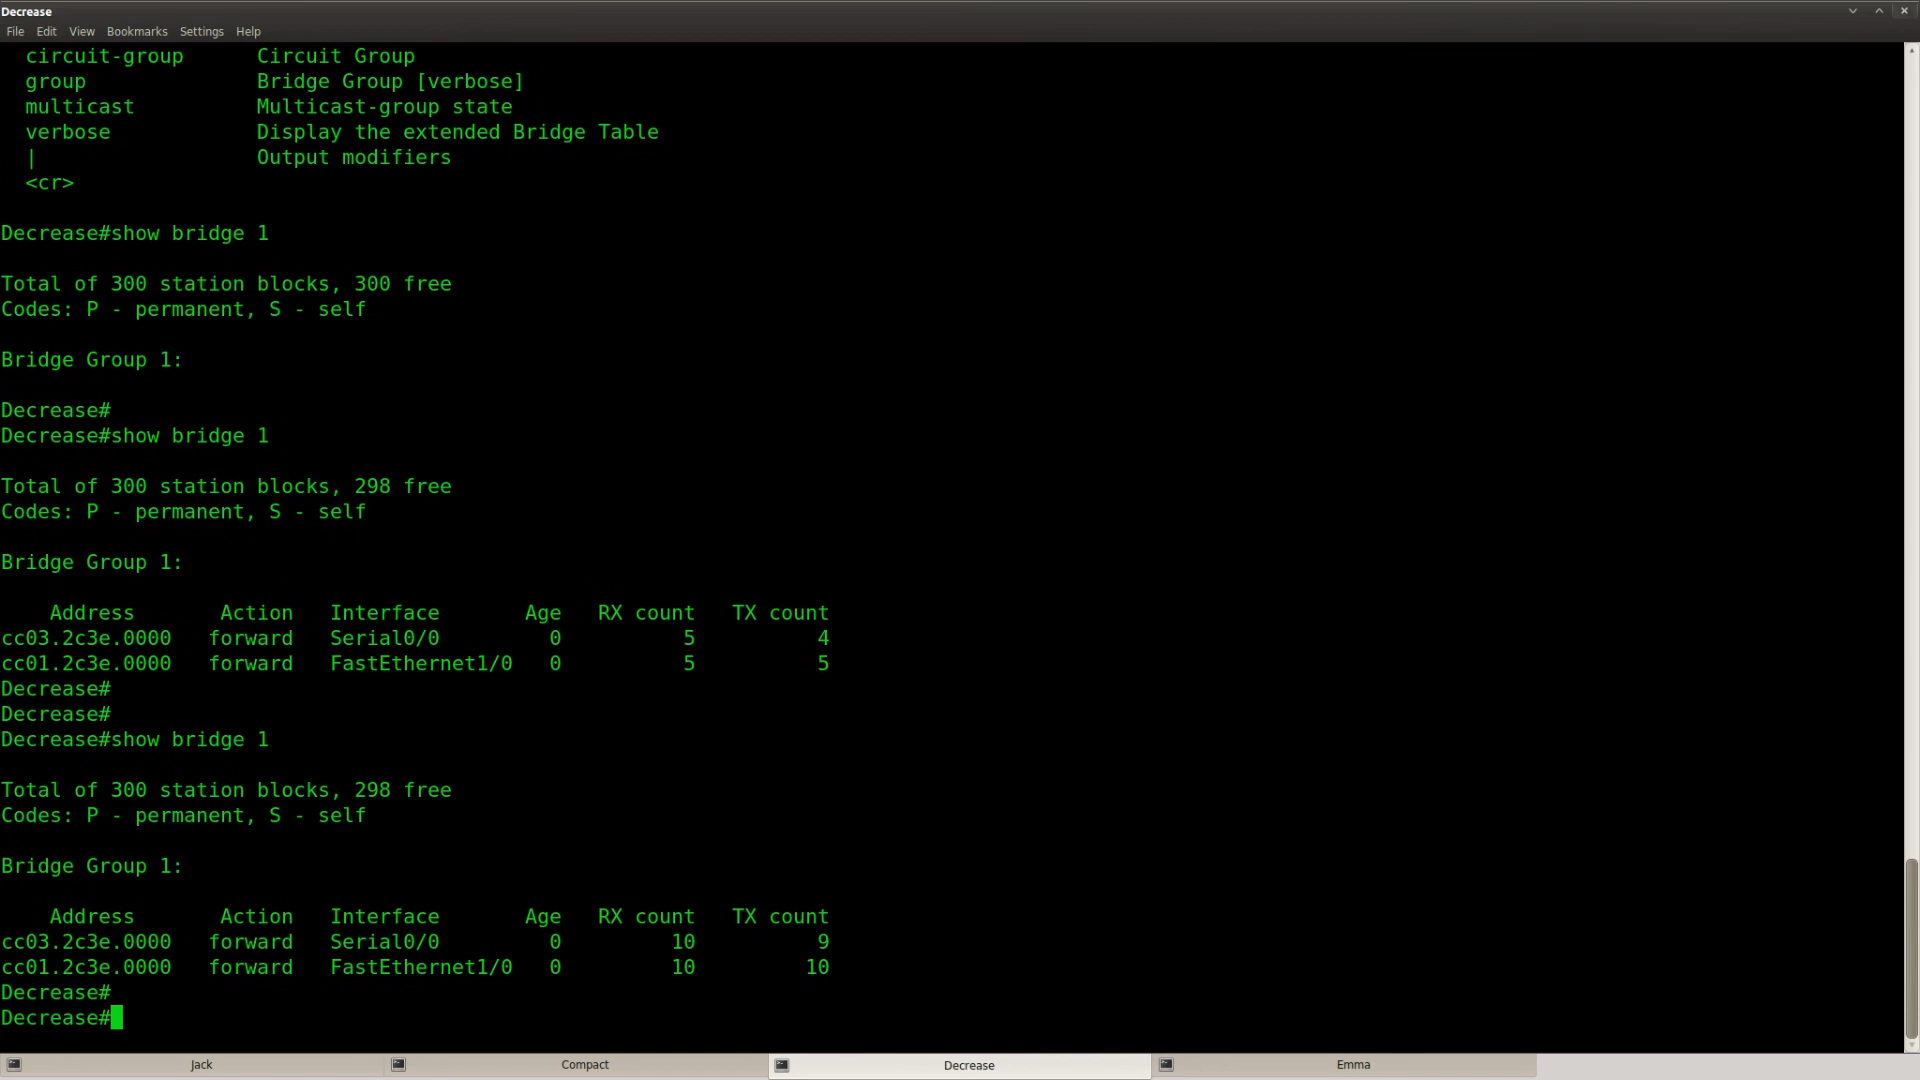 Decrease
File Edit View Bookmarks Settings Help
circuit-group Circuit Group
group Bridge Group [verbose]
multicast Multicast-group state
verbose Display the extended Bridge Table
| Output modifiers
<cr>
Decrease#show bridge 1
Total of 300 station blocks, 300 free
Codes: P - permanent, S - self
Bridge Group 1:
Decrease#
Decrease#show bridge 1
Total of 300 station blocks, 298 free
Codes: P - permanent, S - self
Bridge Group 1:
Address Action Interface Age RX count TX count
cc03.2c3e.0000 forward Serial0/0 0 5 4
cc01.2c3e.0000 forward FastEthernet1/0 0 5 5
Decrease#
Decrease#
Decrease#show bridge 1
Total of 300 station blocks, 298 free
Codes: P - permanent, S - self
Bridge Group 1:
Address Action Interface Age RX count TX count
cc03.2c3e.0000 forward Serial0/0 0 10 9
cc01.2c3e.0000 forward FastEthernet1/0 0 10 10
Decrease#
Decrease#
Jack Compact Decrease Emma